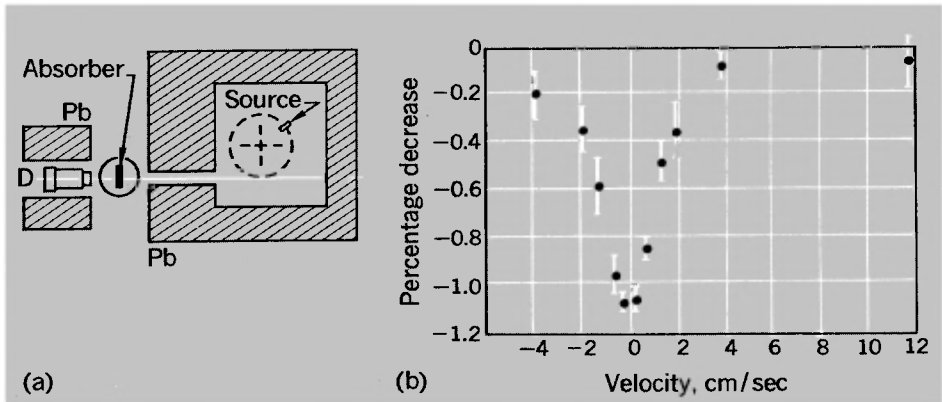 Absorber
Pb
Source
D
Pb
(a)
0
−0.2
−0.4
−0.6
−0.8
−1.0
−1.2
Percentage decrease
−4 −2 0 2 4 6 8 10 12
Velocity, cm/sec
(b)